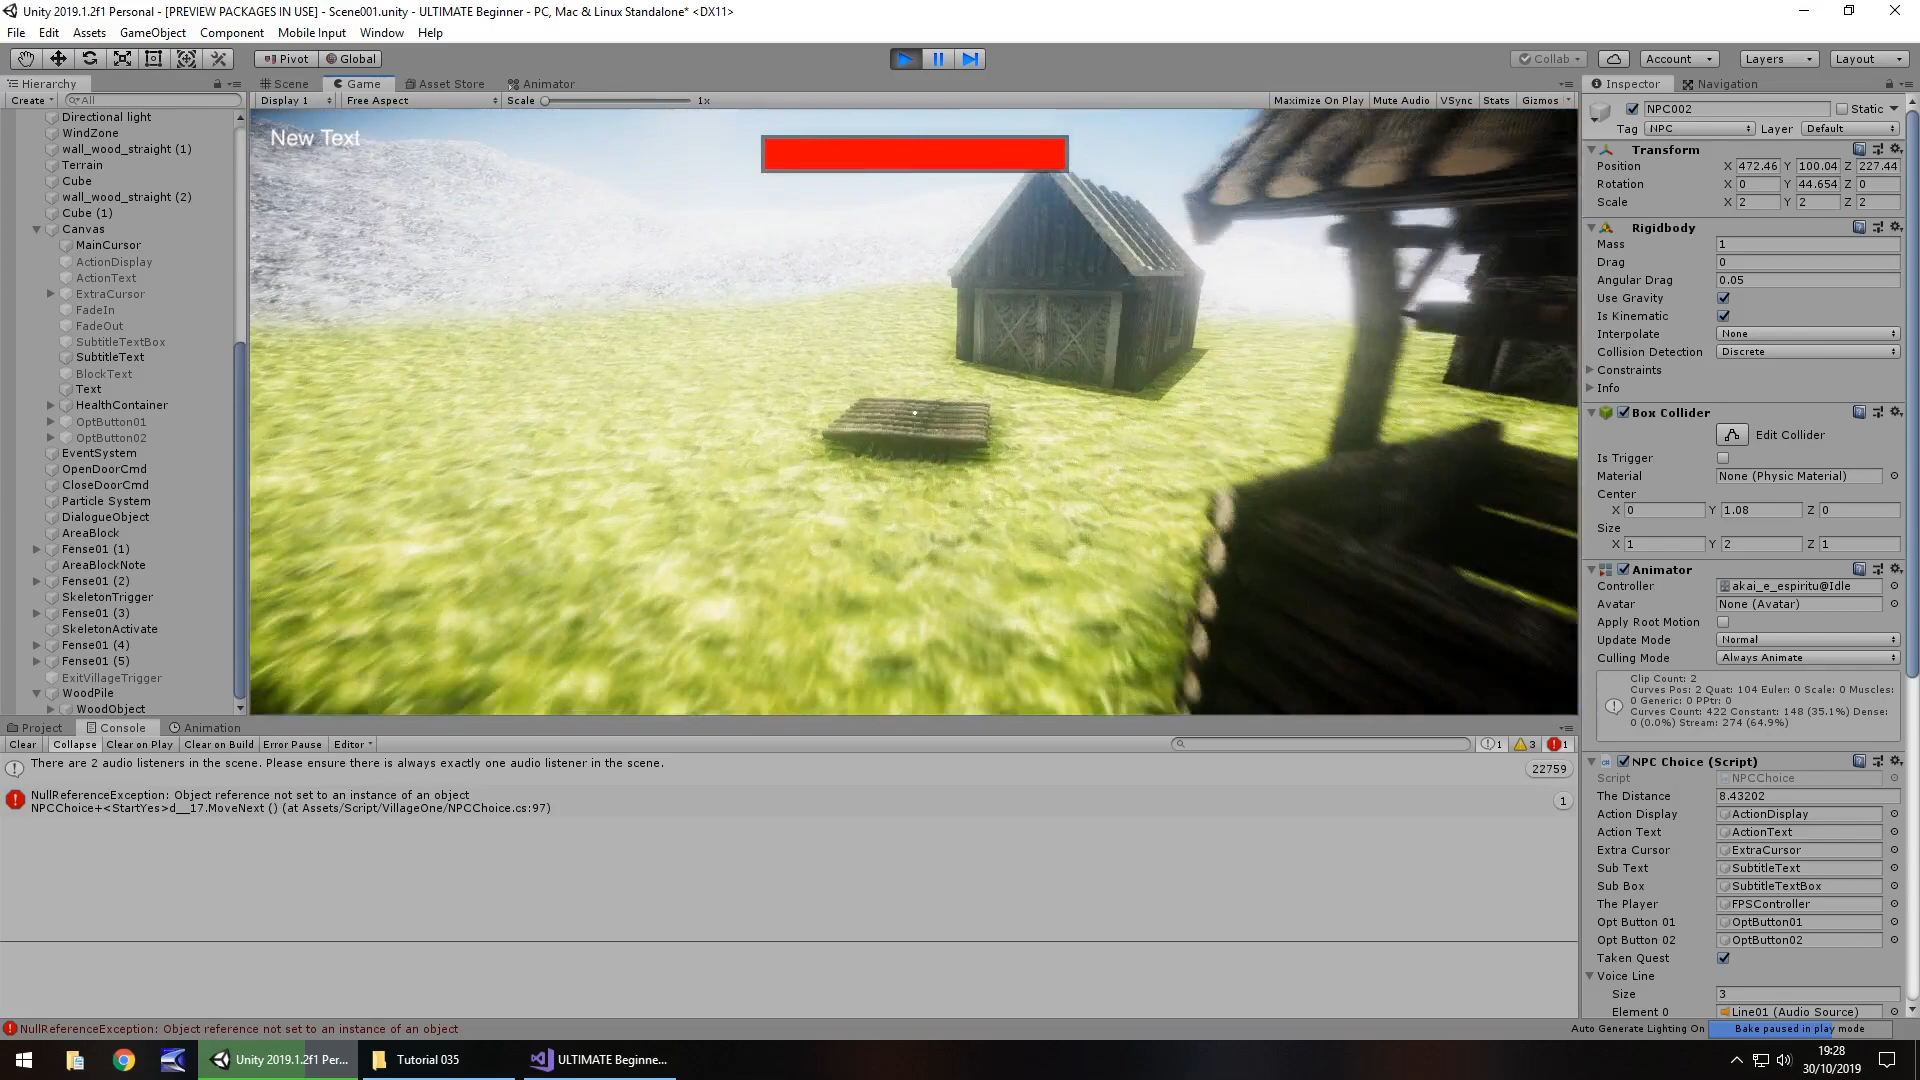 Unity 2019.1.2f1 Personal - [PREVIEW PACKAGES IN USE] - Scene001.unity - ULTIMATE Beginner - PC, Mac & Linux Standalone* <DX11>
File Edit Assets GameObject Component Mobile Input Window Help
Pivot Global Collab Account Layers Layout
Hierarchy
Create All
Directional light
WindZone
wall_wood_straight (1)
Terrain
Cube
wall_wood_straight (2)
Cube (1)
Canvas
MainCursor
ActionDisplay
ActionText
ExtraCursor
FadeIn
FadeOut
SubtitleTextBox
SubtitleText
BlockText
Text
HealthContainer
OptButton01
OptButton02
EventSystem
OpenDoorCmd
CloseDoorCmd
Particle System
DialogueObject
AreaBlock
Fense01 (1)
AreaBlockNote
Fense01 (2)
SkeletonTrigger
Fense01 (3)
SkeletonActivate
Fense01 (4)
Fense01 (5)
ExitVillageTrigger
WoodPile
WoodObject
Scene Game Asset Store Animator
Display 1 Free Aspect Scale 1x Maximize On Play Mute Audio VSync Stats Gizmos
New Text
Project Console Animation
Clear Collapse Clear on Play Clear on Build Error Pause Editor 1 3 1
There are 2 audio listeners in the scene. Please ensure there is always exactly one audio listener in the scene. 22759
NullReferenceException: Object reference not set to an instance of an object
NPCChoice+<StartYes>d__17.MoveNext () (at Assets/Script/VillageOne/NPCChoice.cs:97) 1
Inspector Navigation
NPC002 Static
Tag NPC Layer Default
Transform
Position X 472.46 Y 100.04 Z 227.44
Rotation X 0 Y 44.654 Z 0
Scale X 2 Y 2 Z 2
Rigidbody
Mass 1
Drag 0
Angular Drag 0.05
Use Gravity
Is Kinematic
Interpolate None
Collision Detection Discrete
Constraints
Info
Box Collider
Edit Collider
Is Trigger
Material None (Physic Material)
Center
X 0 Y 1.08 Z 0
Size
X 1 Y 2 Z 1
Animator
Controller akai_e_espiritu@Idle
Avatar None (Avatar)
Apply Root Motion
Update Mode Normal
Culling Mode Always Animate
Clip Count: 2
Curves Pos: 2 Quat: 104 Euler: 0 Scale: 0 Muscles:
0 Generic: 0 PPtr: 0
Curves Count: 422 Constant: 148 (35.1%) Dense:
0 (0.0%) Stream: 274 (64.9%)
NPC Choice (Script)
Script NPCChoice
The Distance 8.43202
Action Display ActionDisplay
Action Text ActionText
Extra Cursor ExtraCursor
Sub Text SubtitleText
Sub Box SubtitleTextBox
The Player FPSController
Opt Button 01 OptButton01
Opt Button 02 OptButton02
Taken Quest
Voice Line
Size 3
Element 0 Line01 (Audio Source)
NullReferenceException: Object reference not set to an instance of an object Auto Generate Lighting On Bake paused in play mode
Unity 2019.1.2f1 Per... Tutorial 035 ULTIMATE Beginne... 19:28
30/10/2019